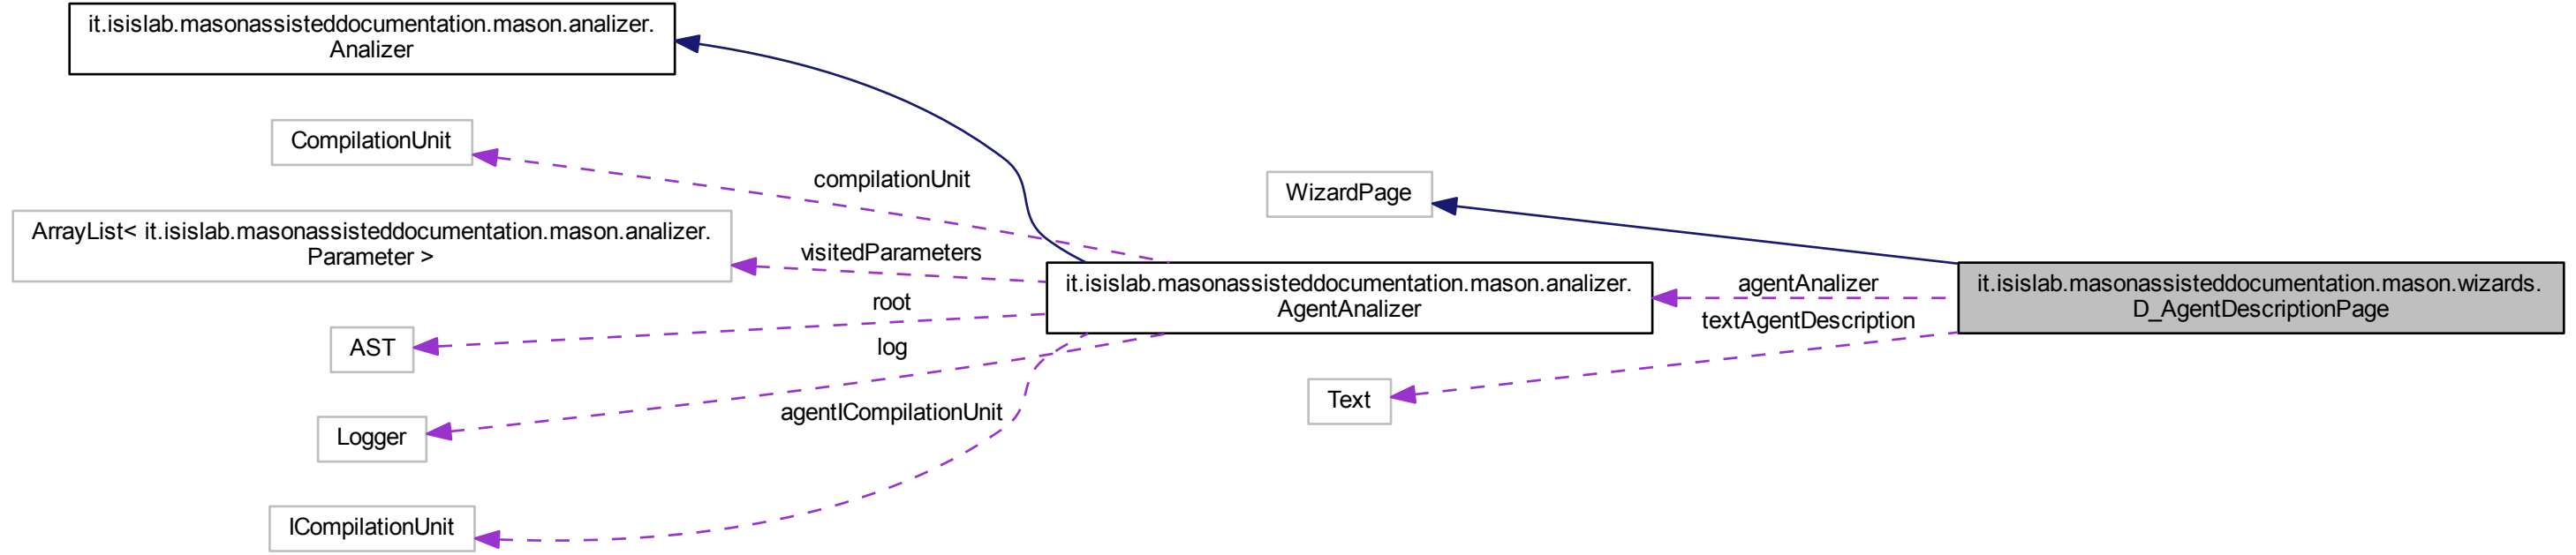 it.isislab.masonassisteddocumentation.mason.analizer.
Analizer
CompilationUnit
compilationUnit
WizardPage
ArrayList< it.isislab.masonassisteddocumentation.mason.analizer.
Parameter >
visitedParameters
it.isislab.masonassisteddocumentation.mason.analizer.
AgentAnalizer
agentAnalizer
textAgentDescription
it.isislab.masonassisteddocumentation.mason.wizards.
D_AgentDescriptionPage
root
AST
log
Text
agentICompilationUnit
Logger
ICompilationUnit